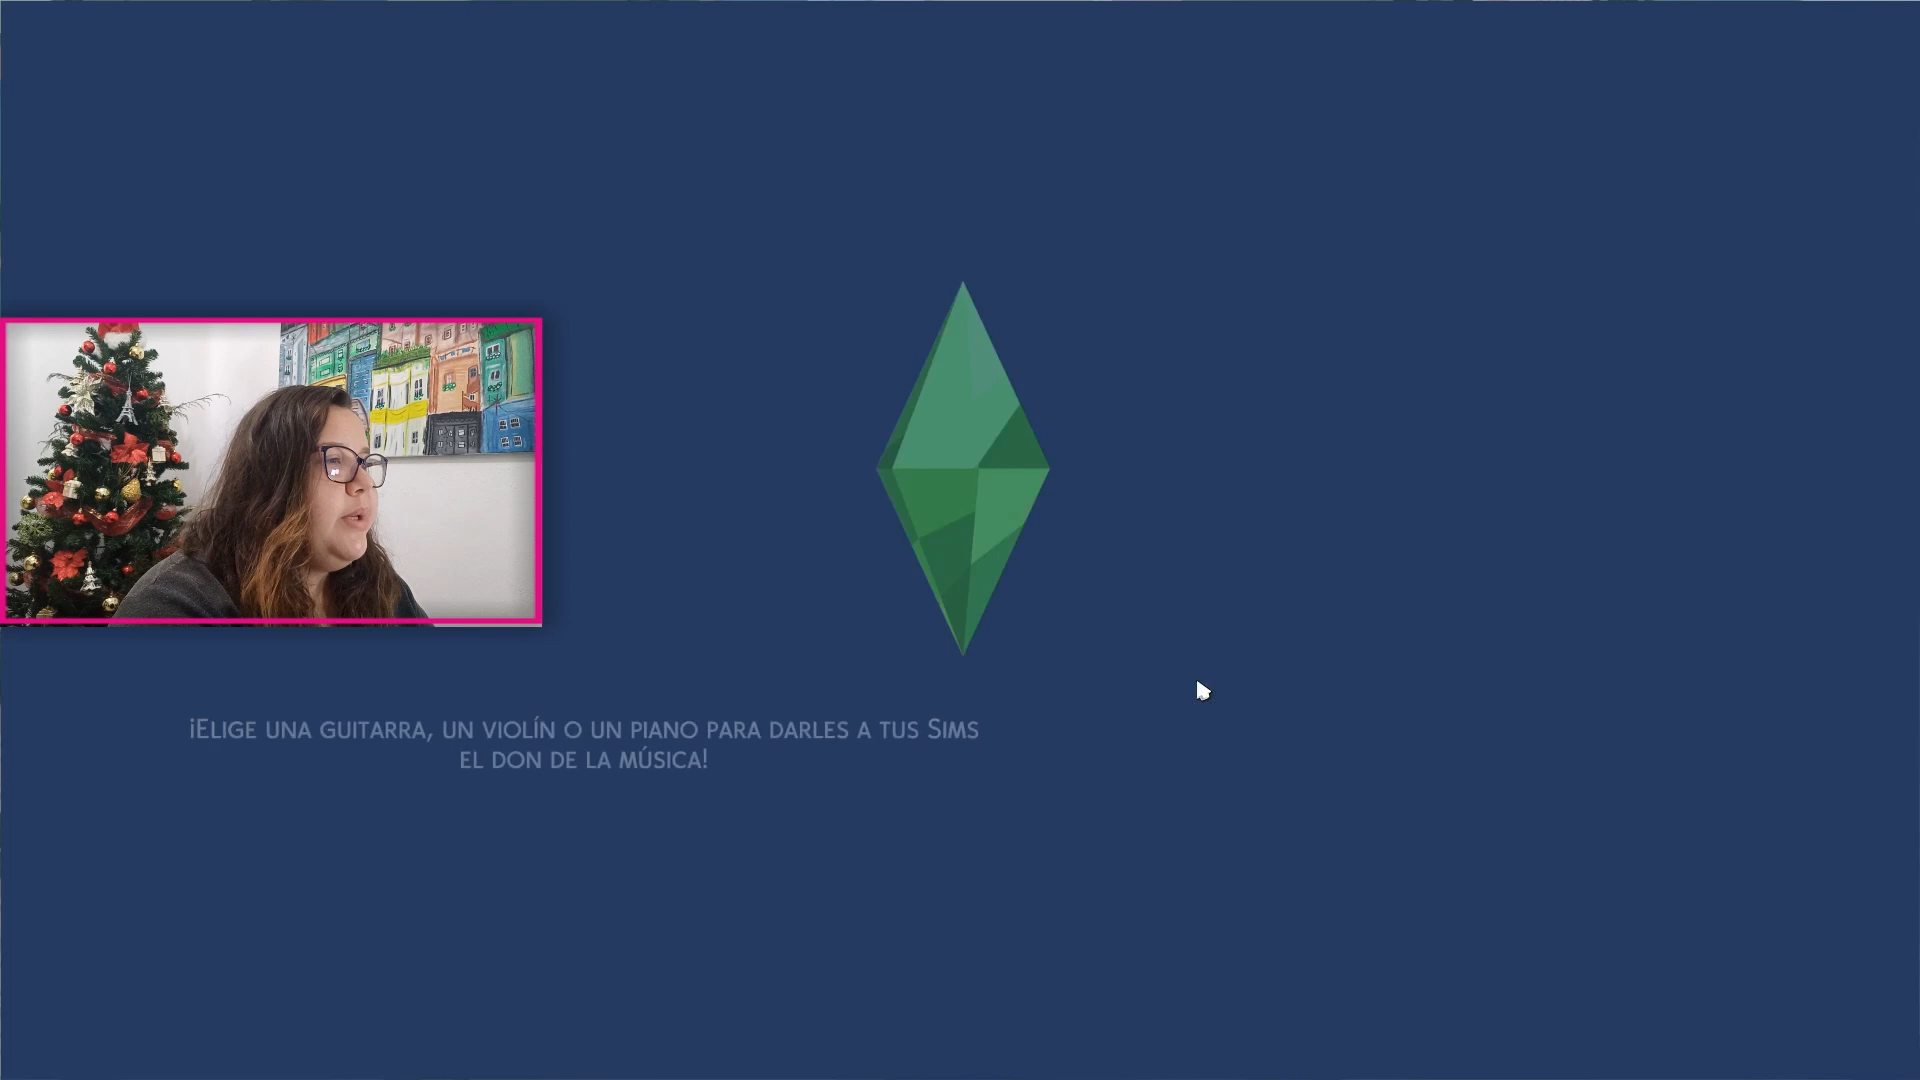 ¡Elige una guitarra, un violín o un piano para darles a tus Sims
el don de la música!